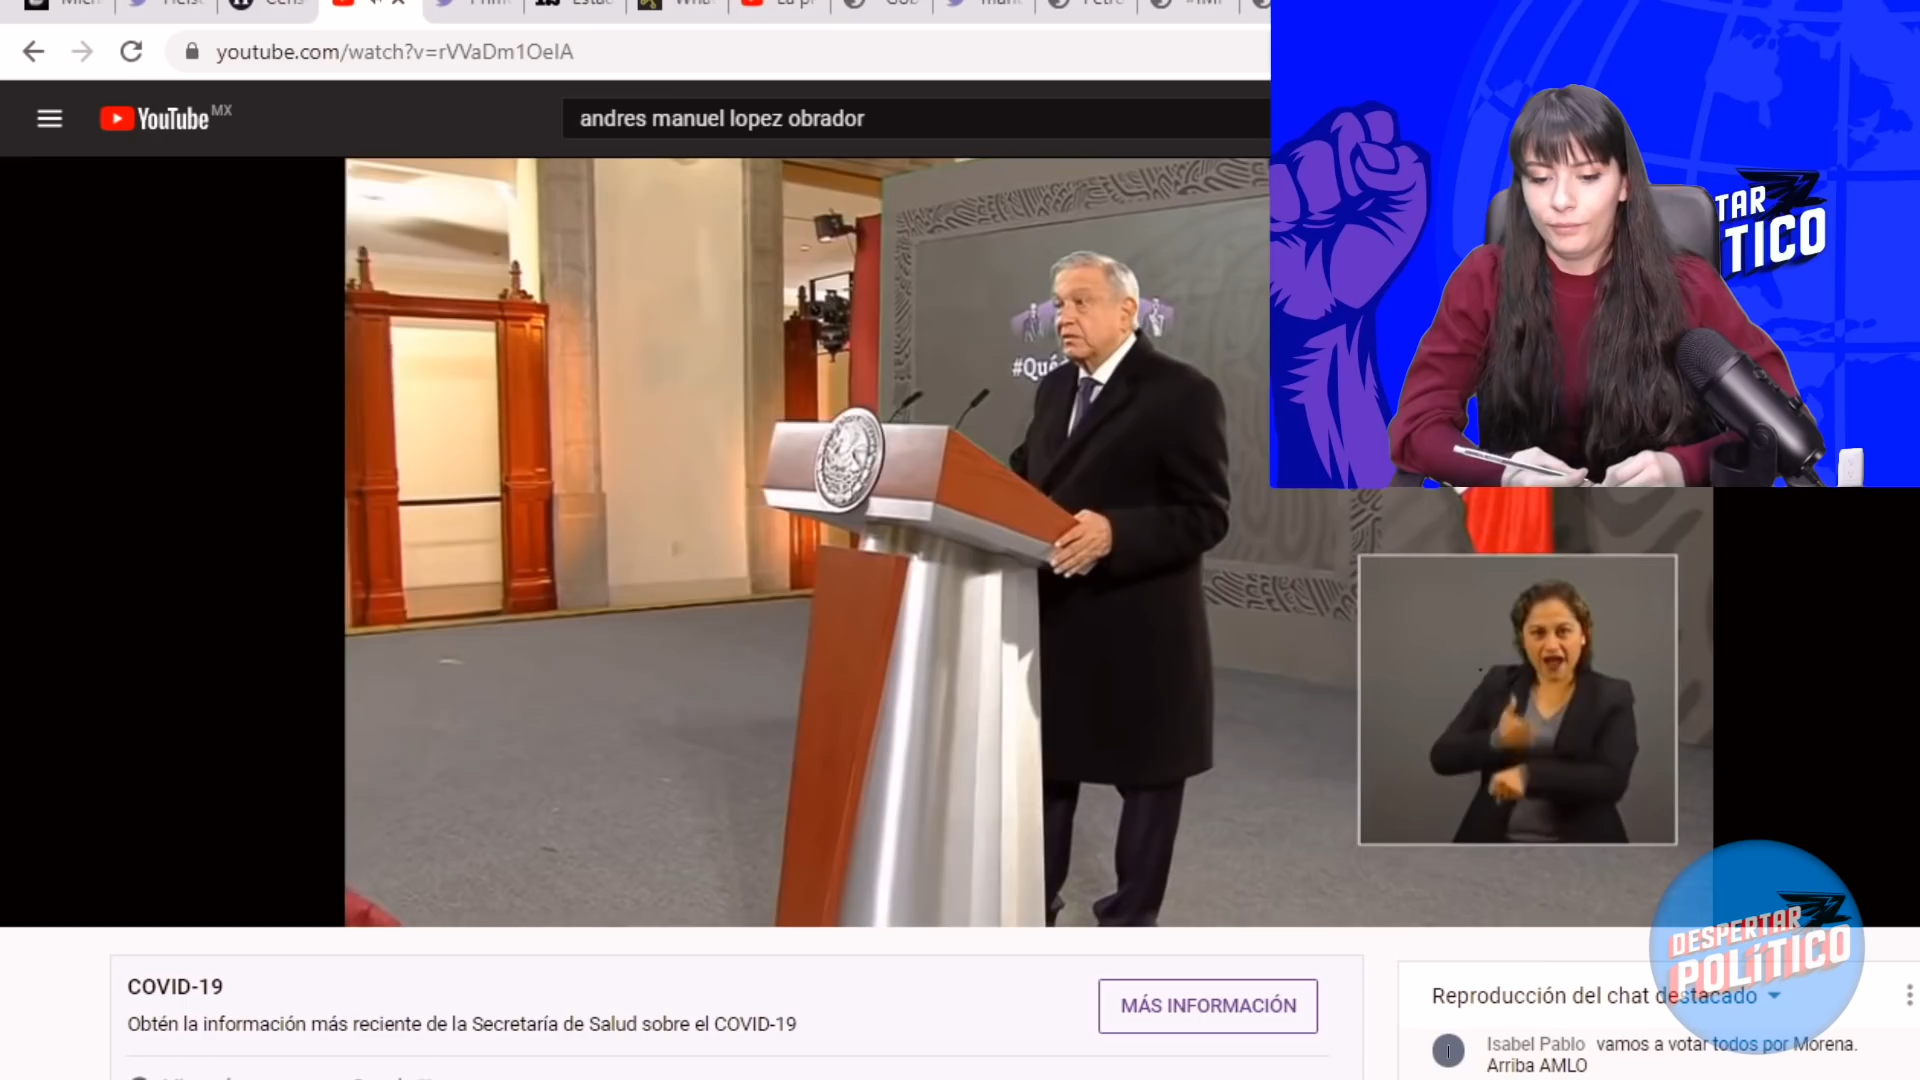 youtube.com/watch?v=rVVaDm1OeIA
YouTube MX
andres manuel lopez obrador
TAR
TICO
#Qué
COVID-19
Obtén la información más reciente de la Secretaría de Salud sobre el COVID-19
MÁS INFORMACIÓN
DESPERTAR
POLÍTICO
Reproducción del chat destacado
I
Isabel Pablo vamos a votar todos por Morena.
Arriba AMLO